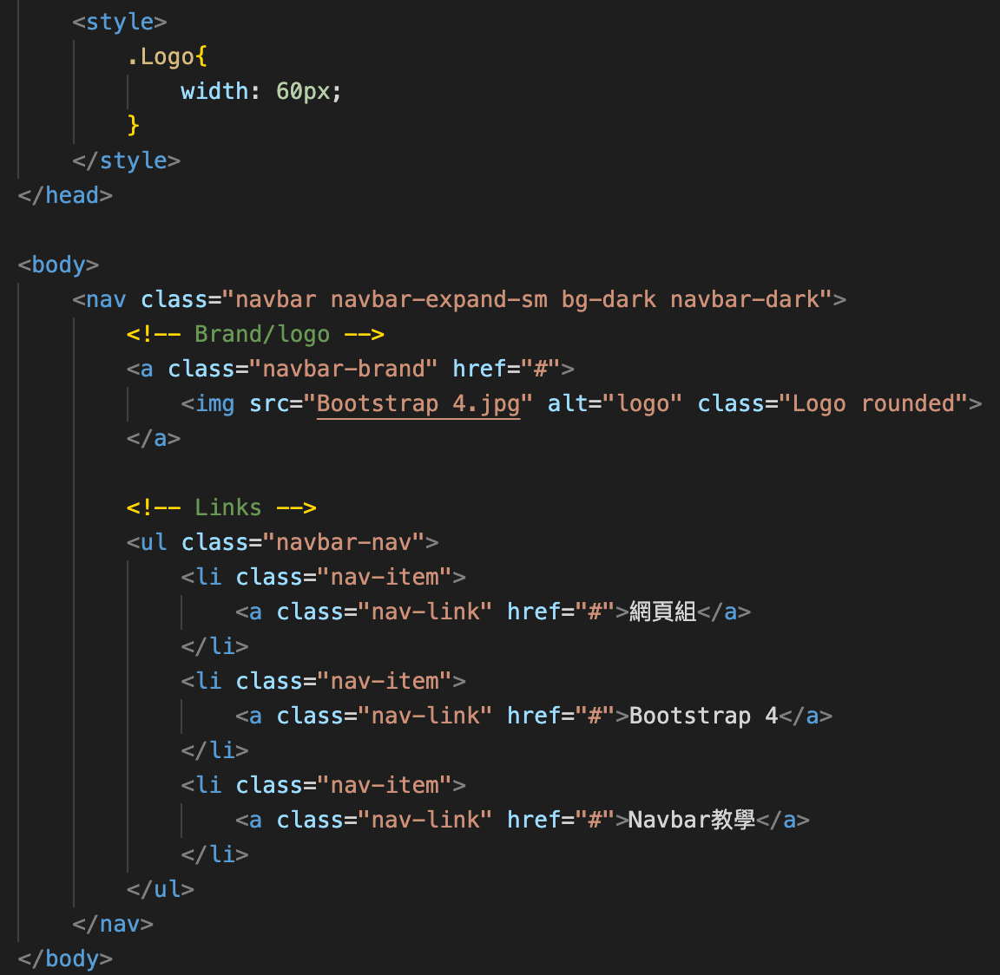 <style>
.Logo{
width: 60px;
}
</style>
</head>
<body>
<nav class="navbar navbar-expand-sm bg-dark navbar-dark">
<!-- Brand/logo -->
<a class="navbar-brand" href="#">
<img src="Bootstrap 4.jpg" alt="logo" class="Logo rounded">
</a>
<!-- Links -->
<ul class="navbar-nav">
<li class="nav-item">
<a class="nav-link" href="#">網頁組</a>
</li>
<li class="nav-item">
<a class="nav-link" href="#">Bootstrap 4</a>
</li>
<li class="nav-item">
<a class="nav-link" href="#">Navbar教學</a>
</li>
</ul>
</nav>
</body>